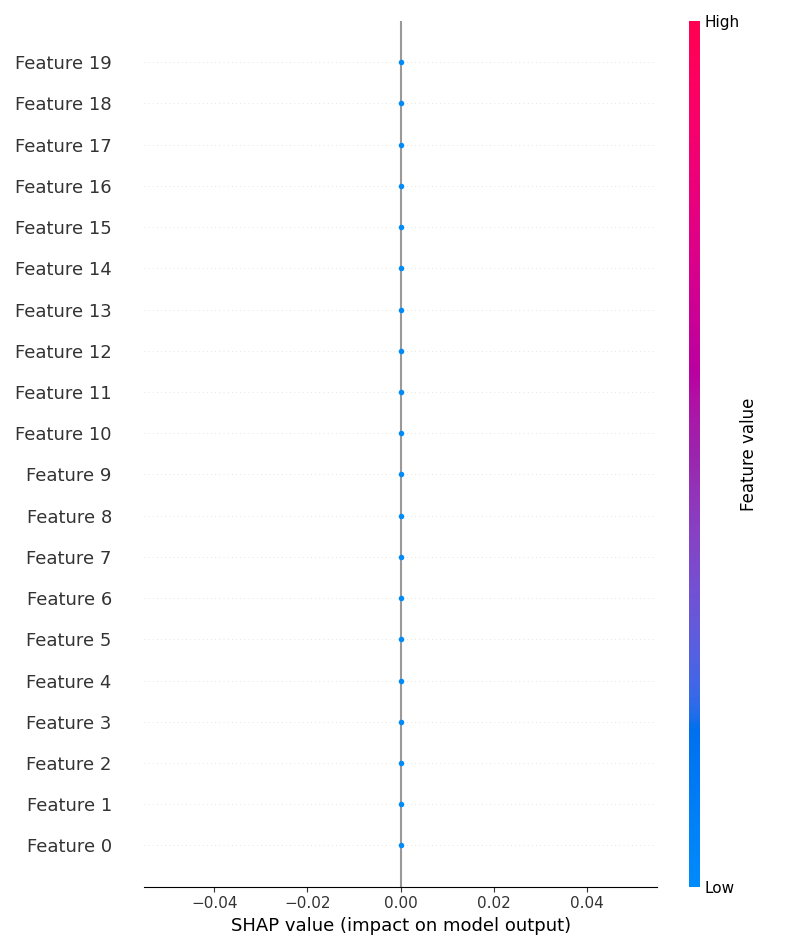 High
Feature 19
Feature 18
Feature 17
Feature 16
Feature 15
Feature 14
Feature 13
Feature 12
Feature 11
Feature 10
Feature 9
Feature 8
Feature 7
Feature 6
Feature 5
Feature 4
Feature 3
Feature 2
Feature 1
Feature 0
Feature value
Low
−0.04 −0.02 0.00 0.02 0.04
SHAP value (impact on model output)